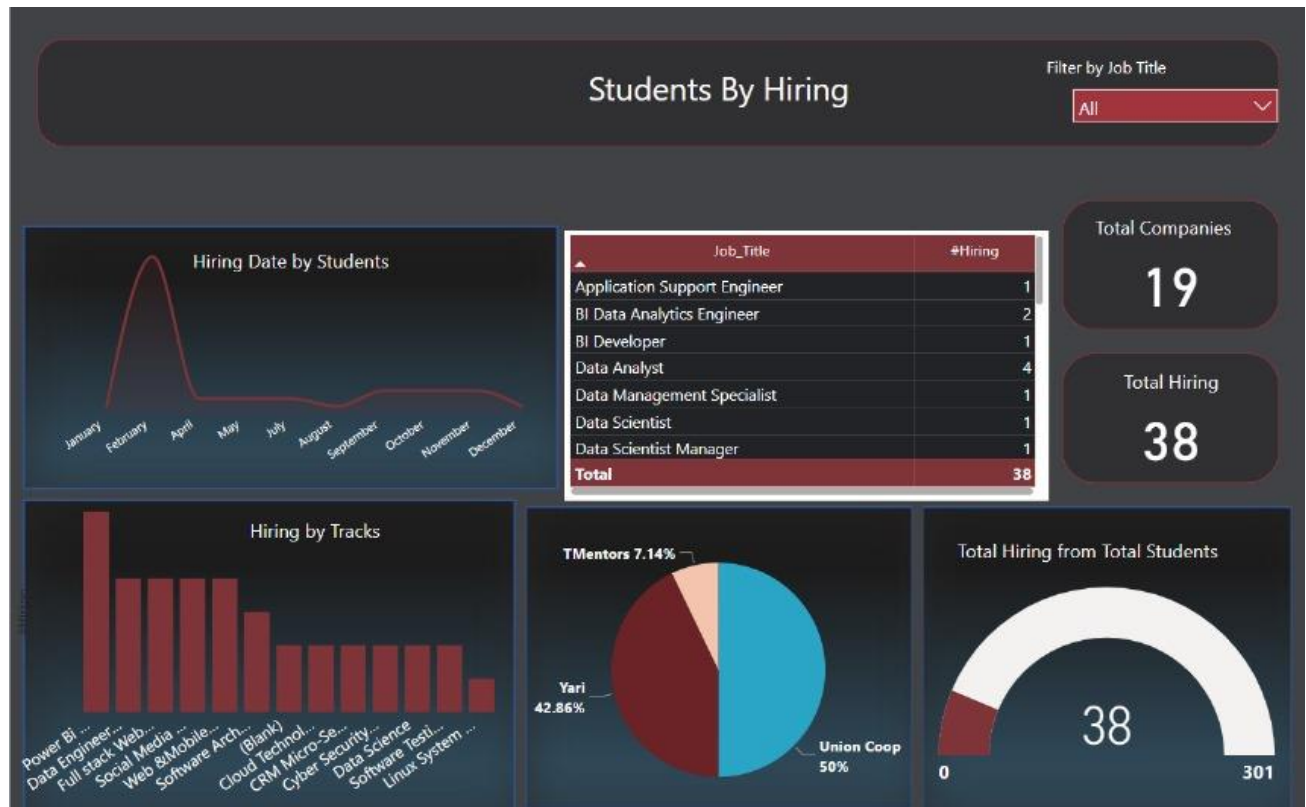 Students By Hiring
Filter by Job Title
All
Hiring Date by Students
January
February
April
May
July
August
September
October
November
December
Job_Title #Hiring
Application Support Engineer 1
BI Data Analytics Engineer 2
BI Developer 1
Data Analyst 4
Data Management Specialist 1
Data Scientist 1
Data Scientist Manager 1
Total 38
Total Companies
19
Total Hiring
38
Hiring by Tracks
Power Bi ...
Data Engineer...
Full stack Web...
Social Media ...
Web &Mobile...
Software Arch...
(Blank)
Cloud Technol...
CRM Micro-Se...
Cyber Security...
Data Science
Software Testi...
Linux System ...
TMentors 7.14%
Yari
42.86%
Union Coop
50%
Total Hiring from Total Students
38
0
301